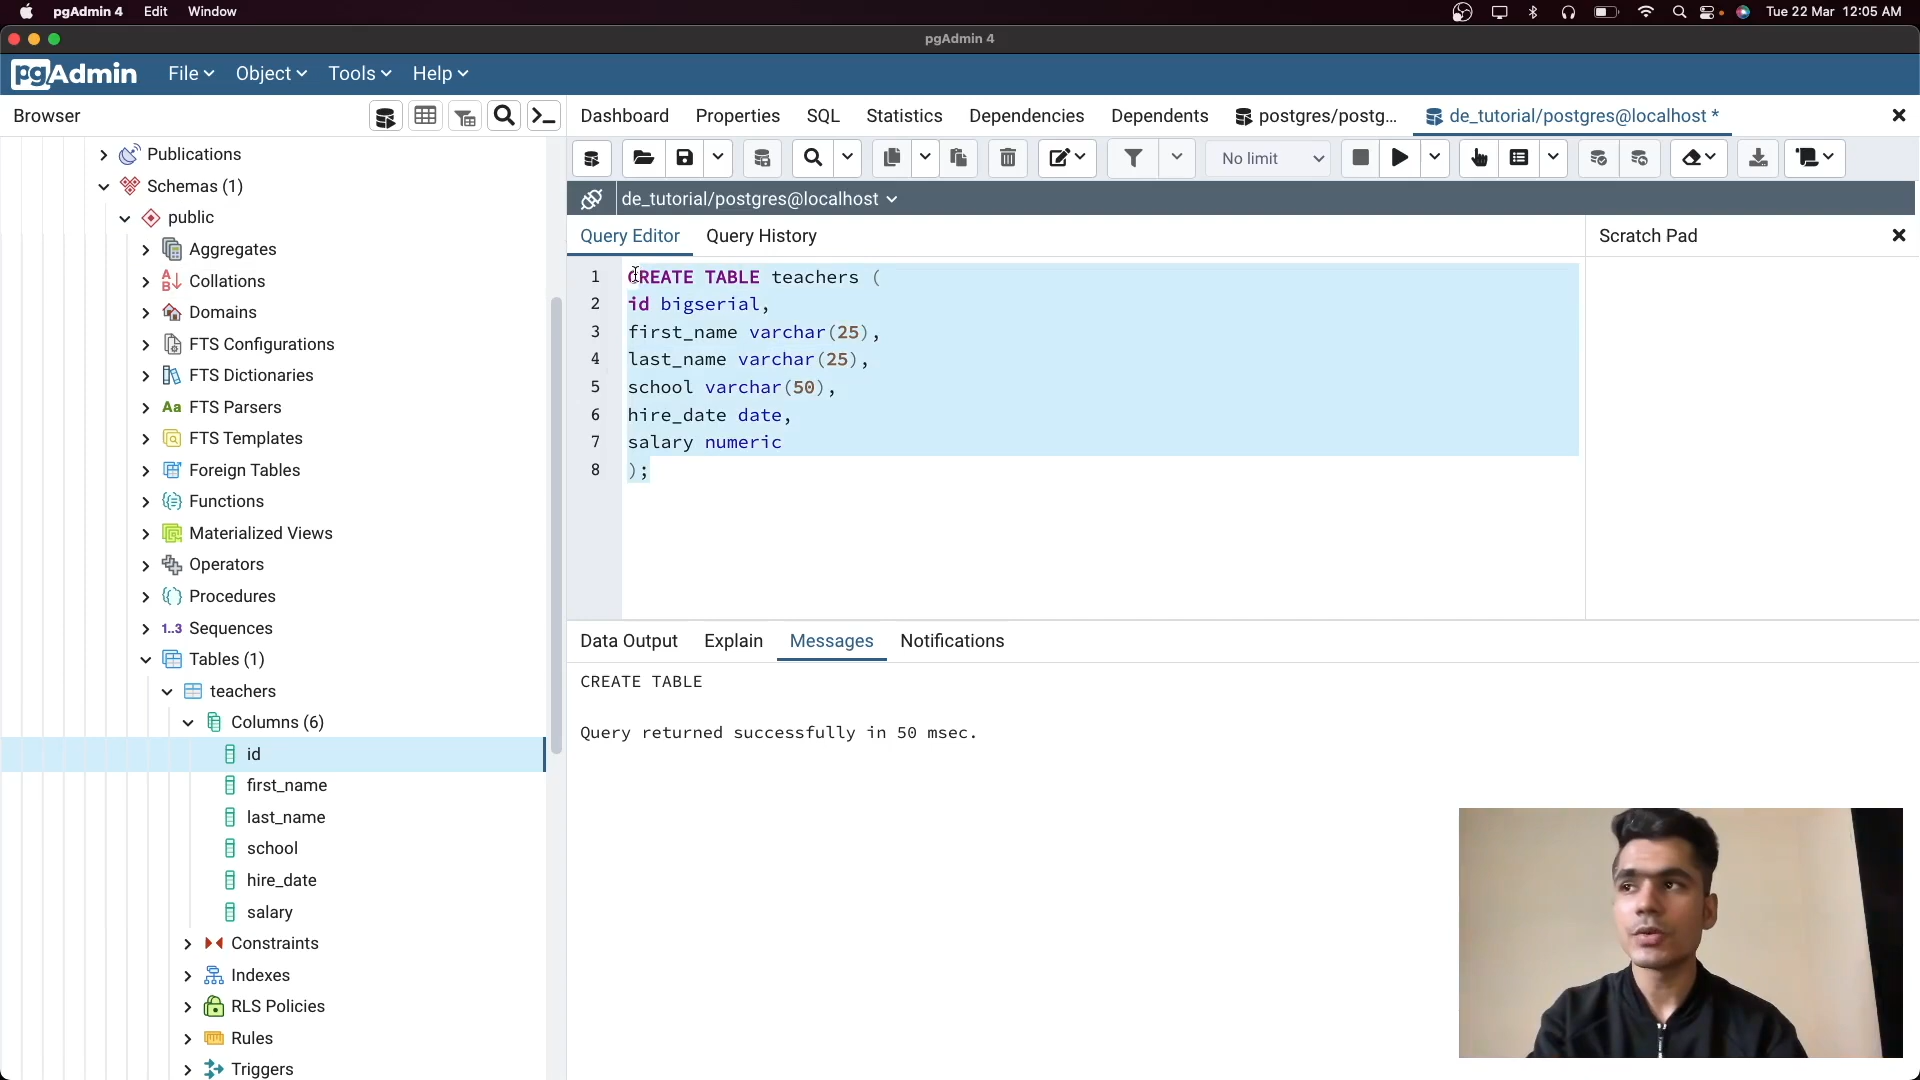 pgAdmin 4 Edit Window Tue 22 Mar 12:05 AM
pgAdmin 4
pgAdmin File Object Tools Help
Browser
Dashboard Properties SQL Statistics Dependencies Dependents postgres/postg... de_tutorial/postgres@localhost *
No limit
de_tutorial/postgres@localhost
Query Editor Query History
Scratch Pad
Publications
Schemas (1)
public
Aggregates
Collations
Domains
FTS Configurations
FTS Dictionaries
Aa FTS Parsers
FTS Templates
Foreign Tables
Functions
Materialized Views
Operators
Procedures
1..3 Sequences
Tables (1)
teachers
Columns (6)
id
first_name
last_name
school
hire_date
salary
Constraints
Indexes
RLS Policies
Rules
Triggers
1 CREATE TABLE teachers (
2 id bigserial,
3 first_name varchar(25),
4 last_name varchar(25),
5 school varchar(50),
6 hire_date date,
7 salary numeric
8 );
Data Output Explain Messages Notifications
CREATE TABLE
Query returned successfully in 50 msec.